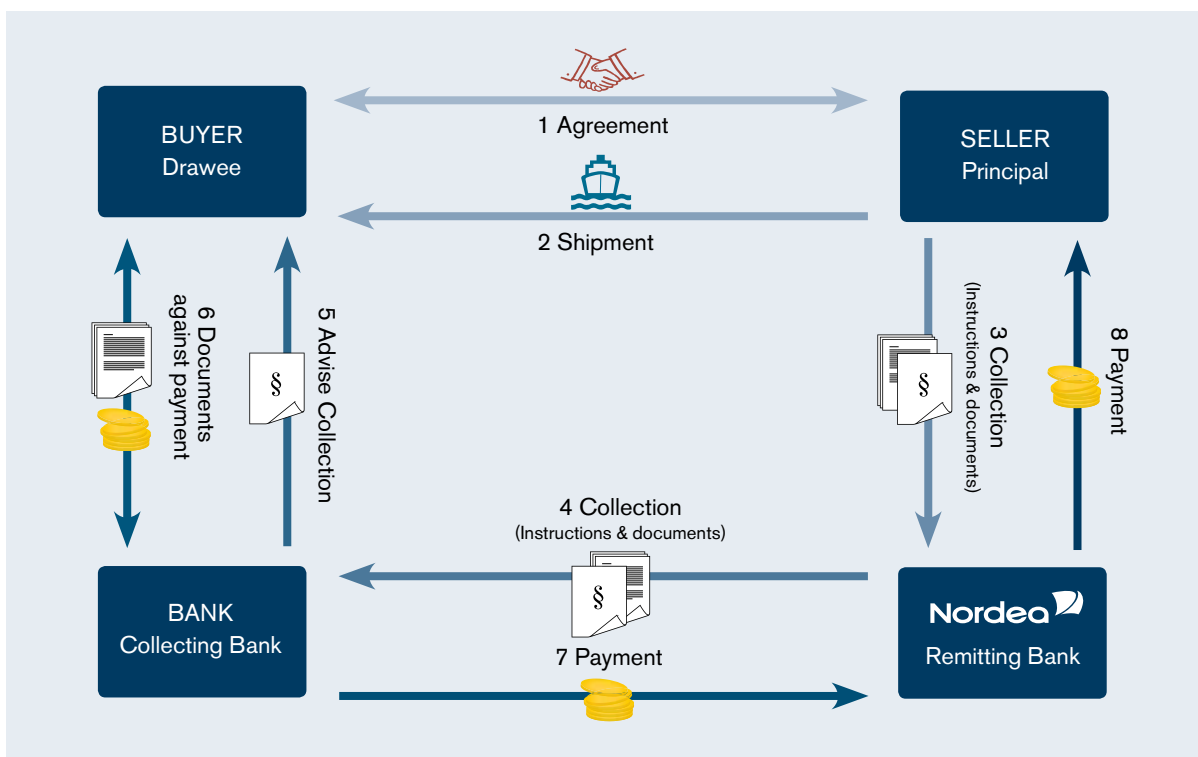 1 Agreement
BUYER
Drawee
SELLER
Principal
2 Shipment
6 Documents
against payment
§
5 Advise Collection
§
3 Collection
(Instructions & documents)
8 Payment
4 Collection
(Instructions & documents)
§
7 Payment
BANK
Collecting Bank
Nordea
Remitting Bank